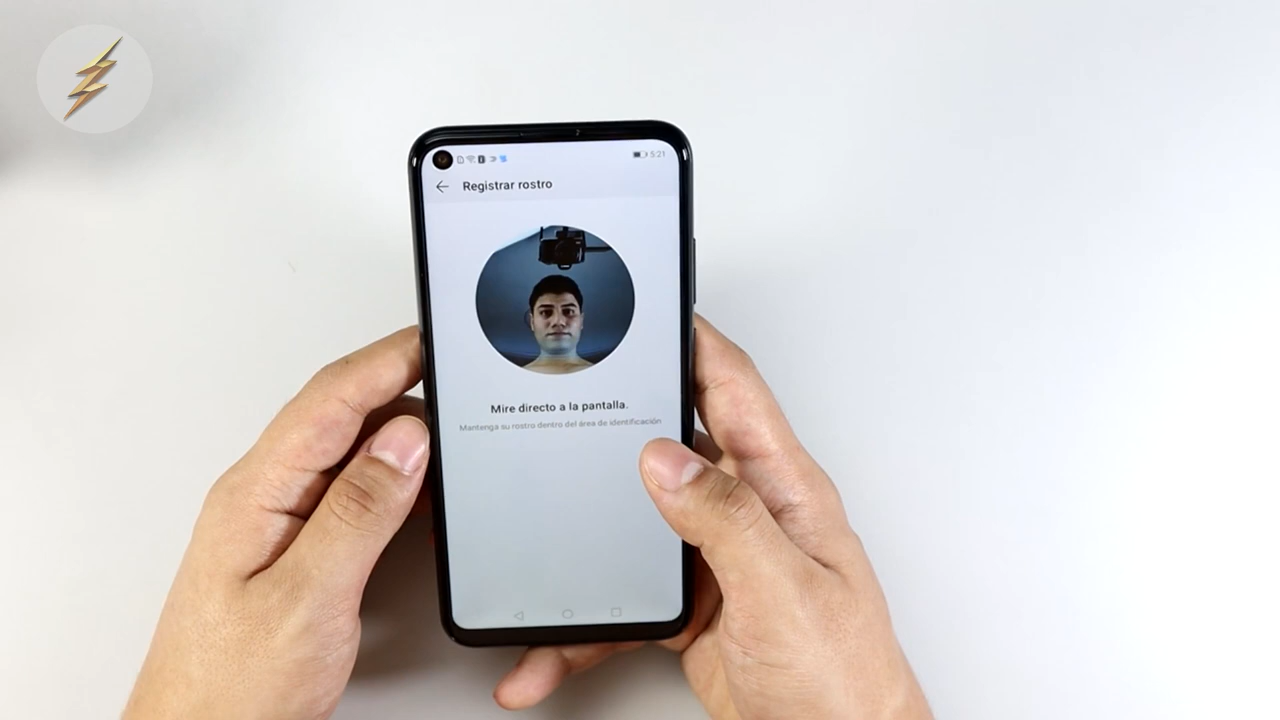 5:21
Registrar rostro
Mire directo a la pantalla.
Mantenga su rostro dentro del área de identificación